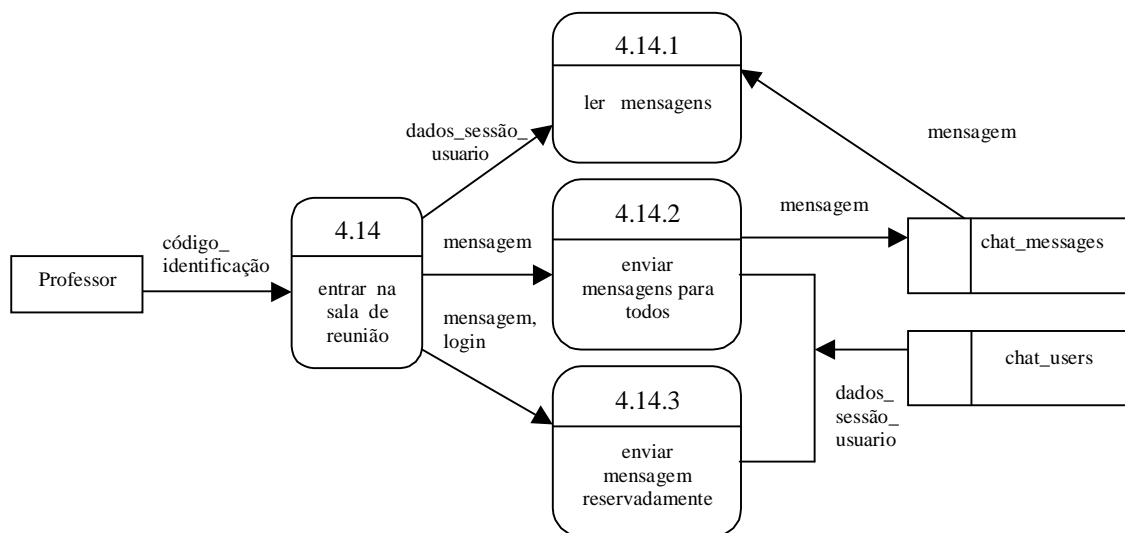 4.14.1
ler mensagens
dados_sessão_
usuario
mensagem
4.14
entrar na
sala de
reunião
4.14.2
enviar
mensagens para
todos
mensagem
chat_messages
código_
identificação
Professor
mensagem
mensagem,
login
chat_users
4.14.3
enviar
mensagem
reservadamente
dados_
sessão_
usuario